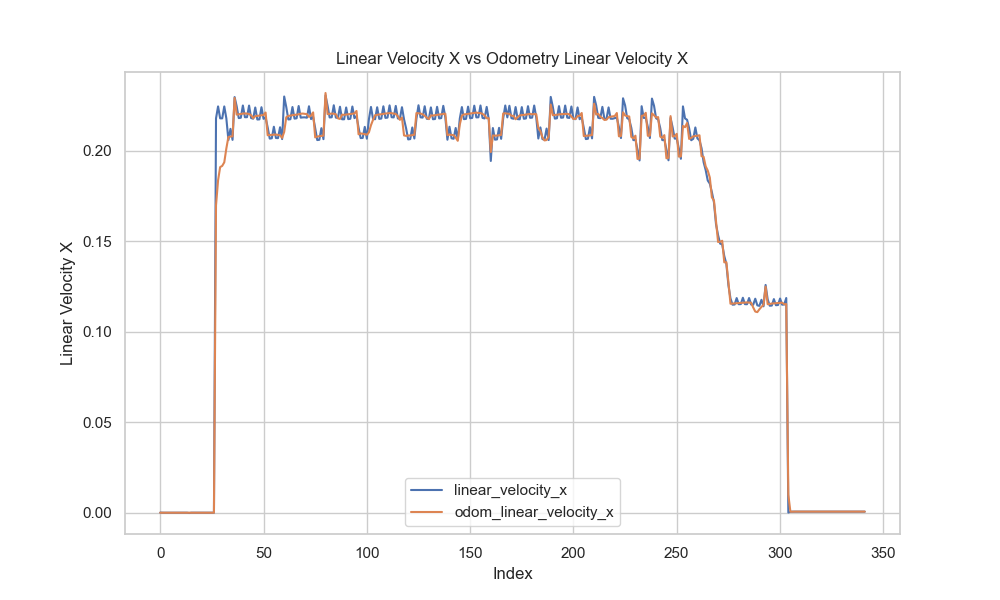 Linear Velocity X vs Odometry Linear Velocity X
Linear Velocity X
0.20
0.15
0.10
0.05
0.00
linear_velocity_x
odom_linear_velocity_x
0 50 100 150 200 250 300 350
Index